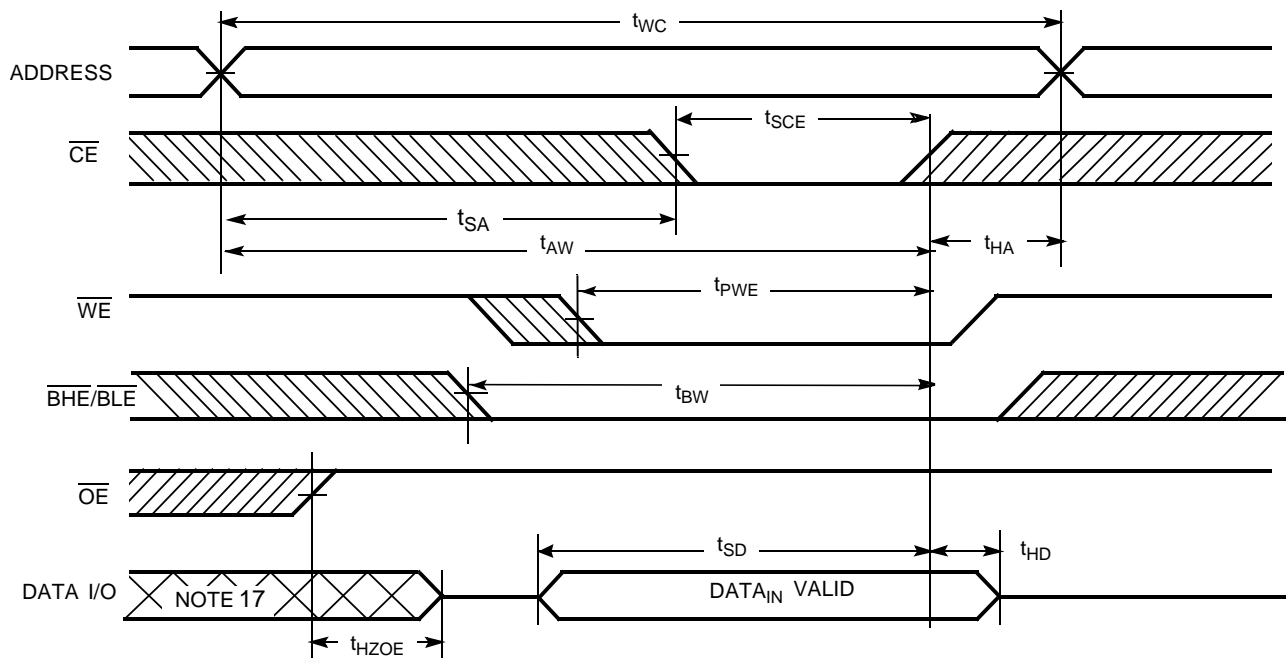 tWC
ADDRESS
tSCE
CE
tSA
tAW
tHA
tPWE
WE
BHE/BLE
tBW
OE
tSD
tHD
DATA I/O
NOTE 17
DATAIN VALID
tHZOE